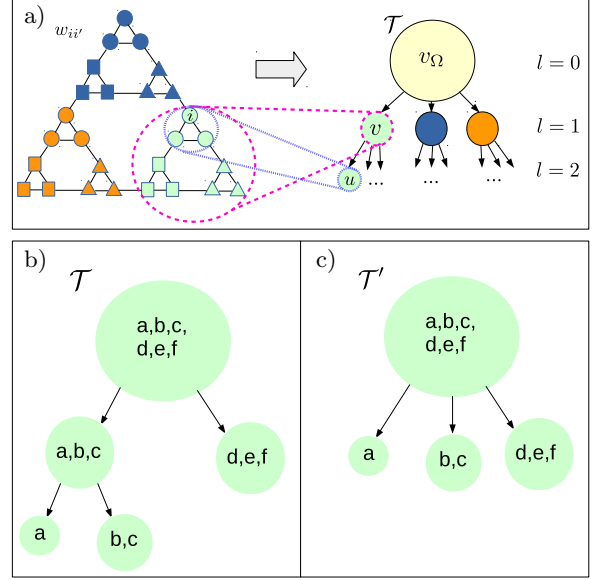 a)
w_{ii'}
i
𝒯
v_Ω
l = 0
v
l = 1
u
...
...
...
l = 2
b)
𝒯
a,b,c,
d,e,f
a,b,c
d,e,f
a
b,c
c)
𝒯'
a,b,c,
d,e,f
a
b,c
d,e,f